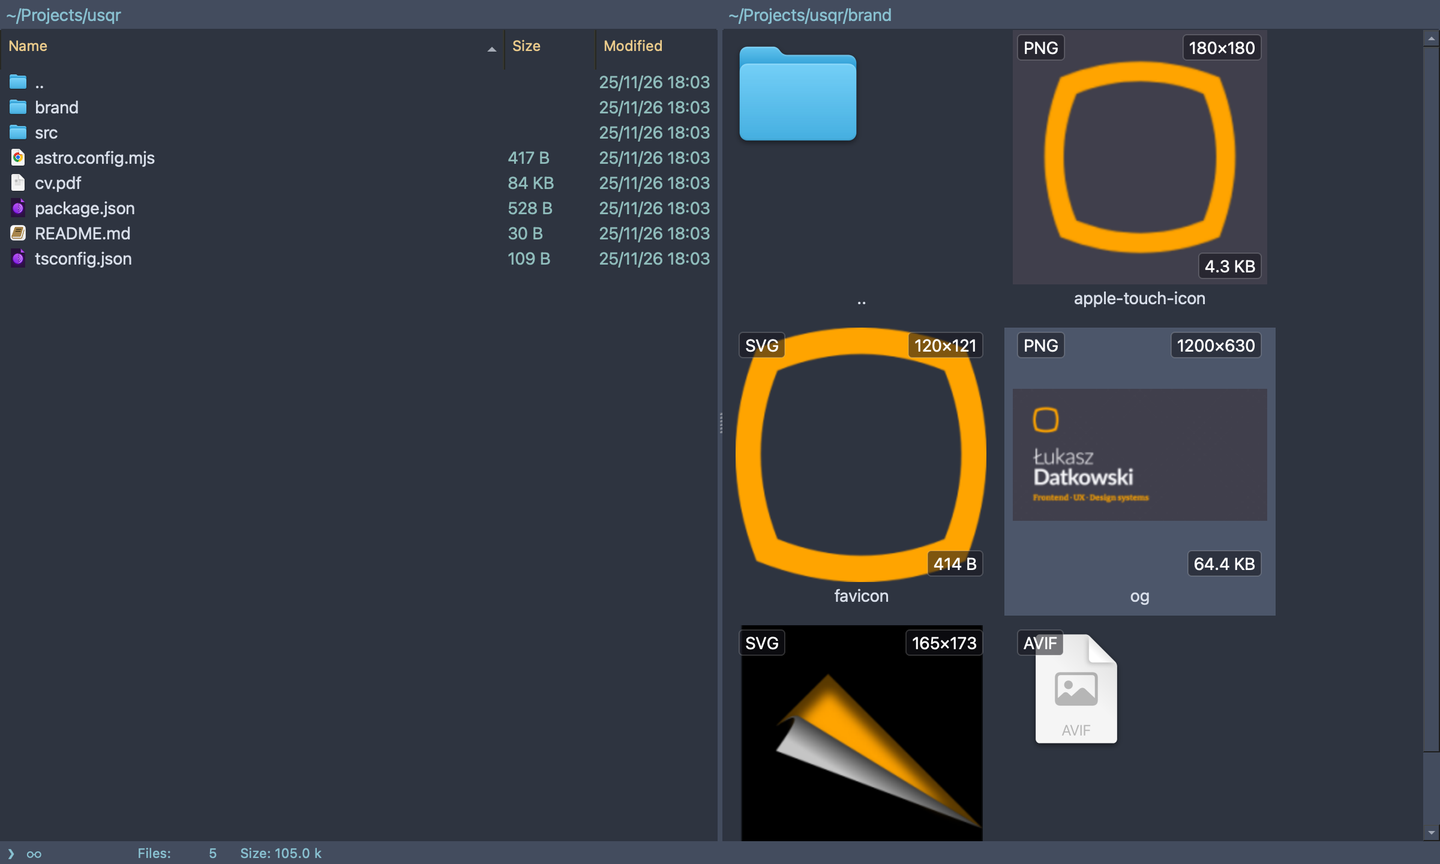 ~/Projects/usqr
Name Size Modified
.. 25/11/26 18:03
brand 25/11/26 18:03
src 25/11/26 18:03
astro.config.mjs 417 B 25/11/26 18:03
cv.pdf 84 KB 25/11/26 18:03
package.json 528 B 25/11/26 18:03
README.md 30 B 25/11/26 18:03
tsconfig.json 109 B 25/11/26 18:03
~/Projects/usqr/brand
PNG 180×180
4.3 KB
..
apple-touch-icon
SVG 120×121
414 B
favicon
PNG 1200×630
Łukasz
Datkowski
Frontend · UX · Design systems
64.4 KB
og
SVG 165×173
AVIF
AVIF
Files: 5 Size: 105.0 k